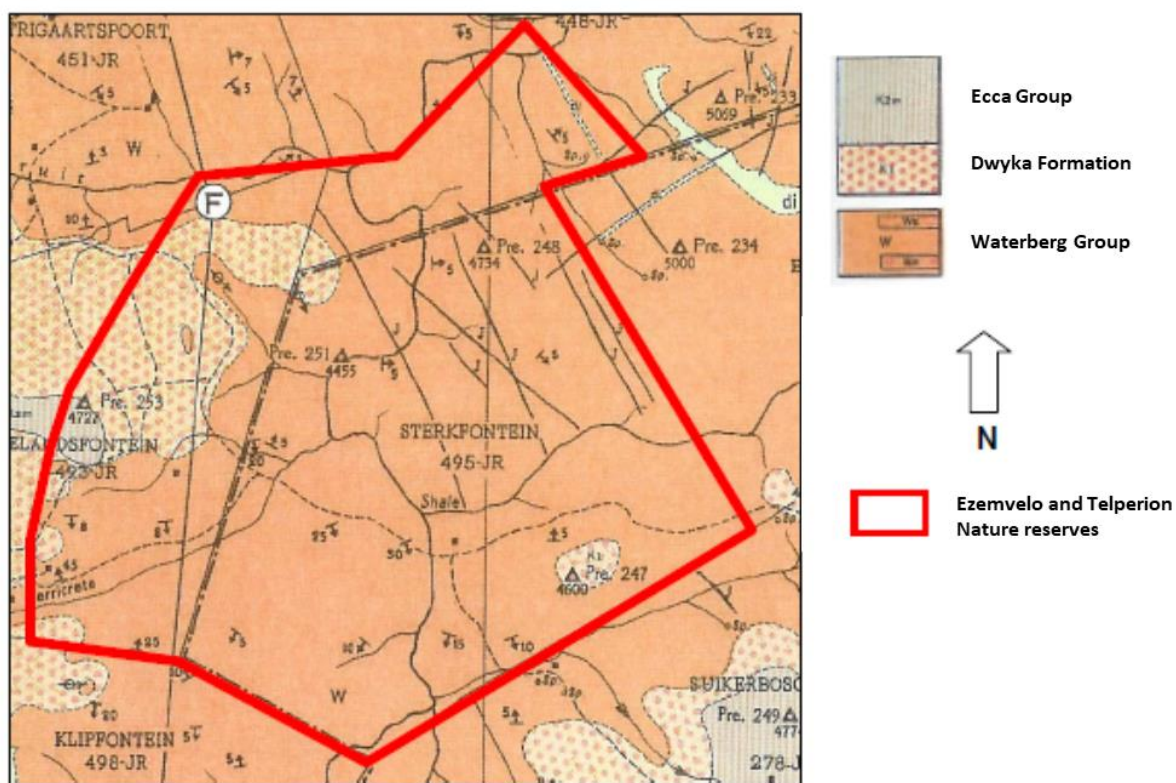 TRIGAARTSPOORT
451-JR
448-JR
W
F
Pre. 233
5069
Pre. 248
4734
Pre. 234
5000
Pre. 251
4455
Pre. 253
4727
ELANDSFONTEIN
493-JR
STERKFONTEIN
495-JR
Shale
Pre. 247
4600
erricrete
W
KLIPFONTEIN
498-JR
SUIKERBOSC
Pre. 249
477
278-J
Ecca Group
Dwyka Formation
W
Waterberg Group
N
Ezemvelo and Telperion
Nature reserves